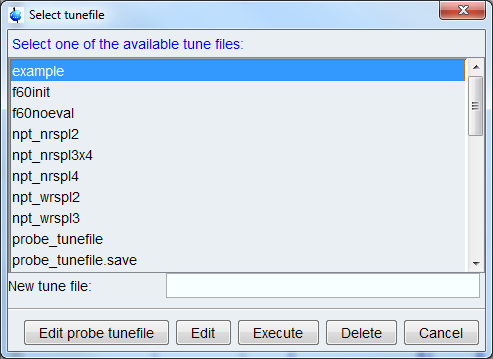 Select tunefile
Select one of the available tune files:
example
f60init
f60noeval
npt_nrspl2
npt_nrspl3x4
npt_nrspl4
npt_wrspl2
npt_wrspl3
probe_tunefile
probe_tunefile.save
New tune file:
Edit probe tunefile Edit Execute Delete Cancel